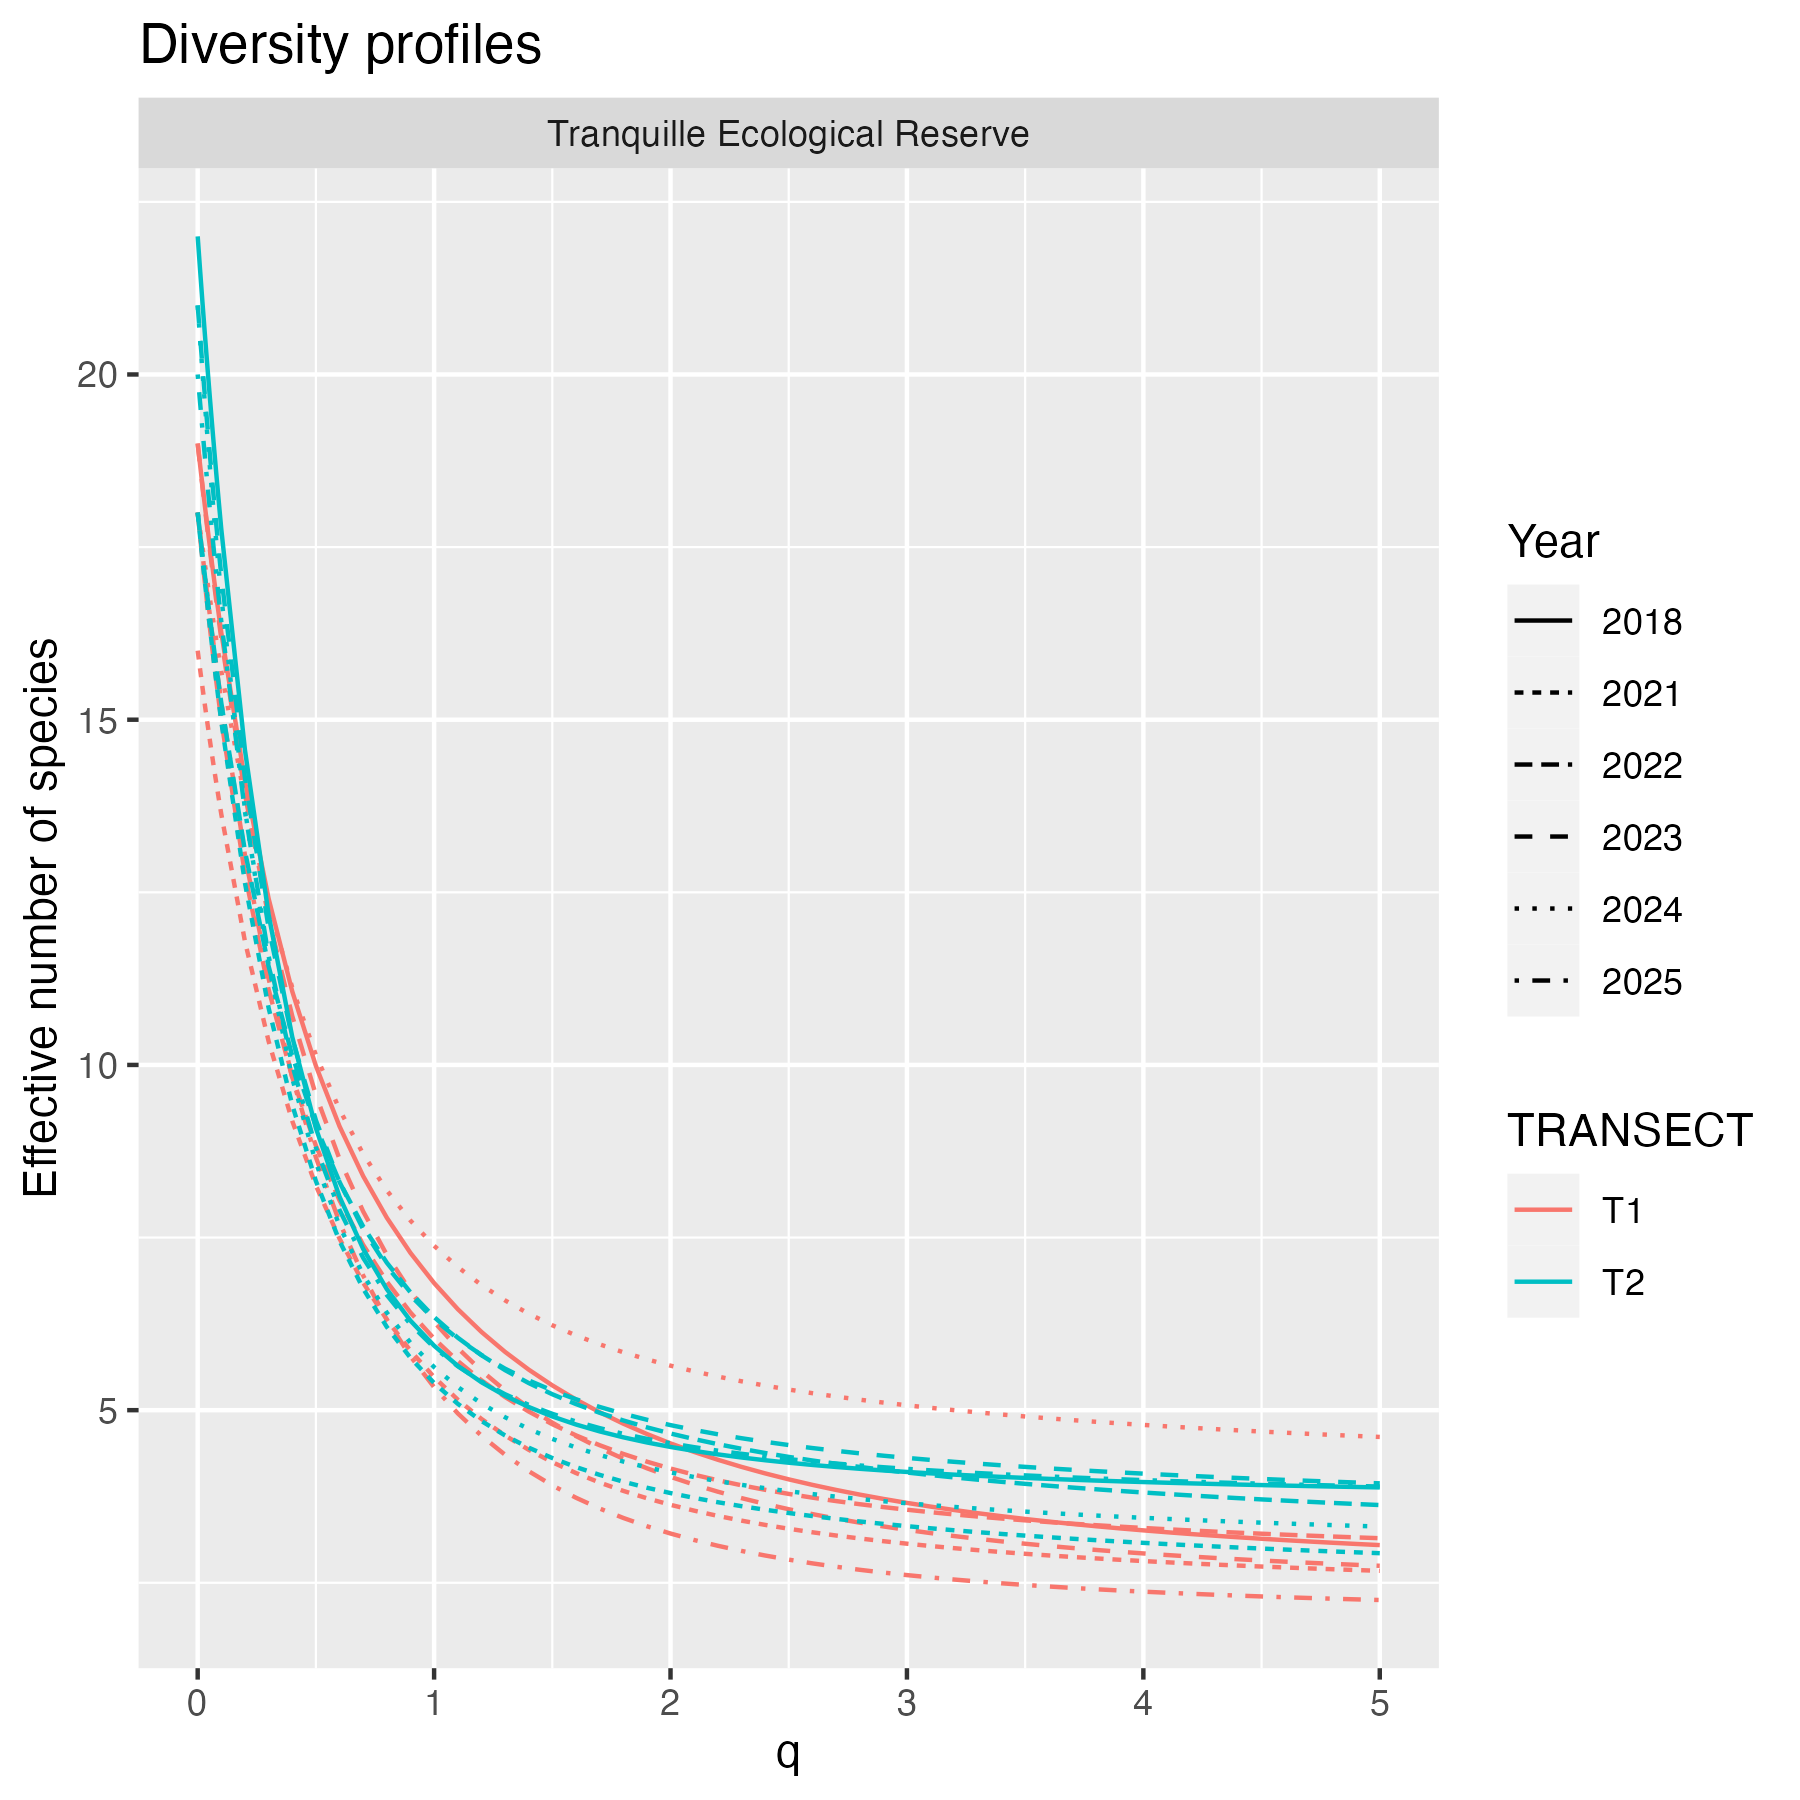 Diversity profiles
Tranquille Ecological Reserve
20
15
10
5
Effective number of species
0 1 2 3 4 5
q
Year
2018
2021
2022
2023
2024
2025
TRANSECT
T1
T2